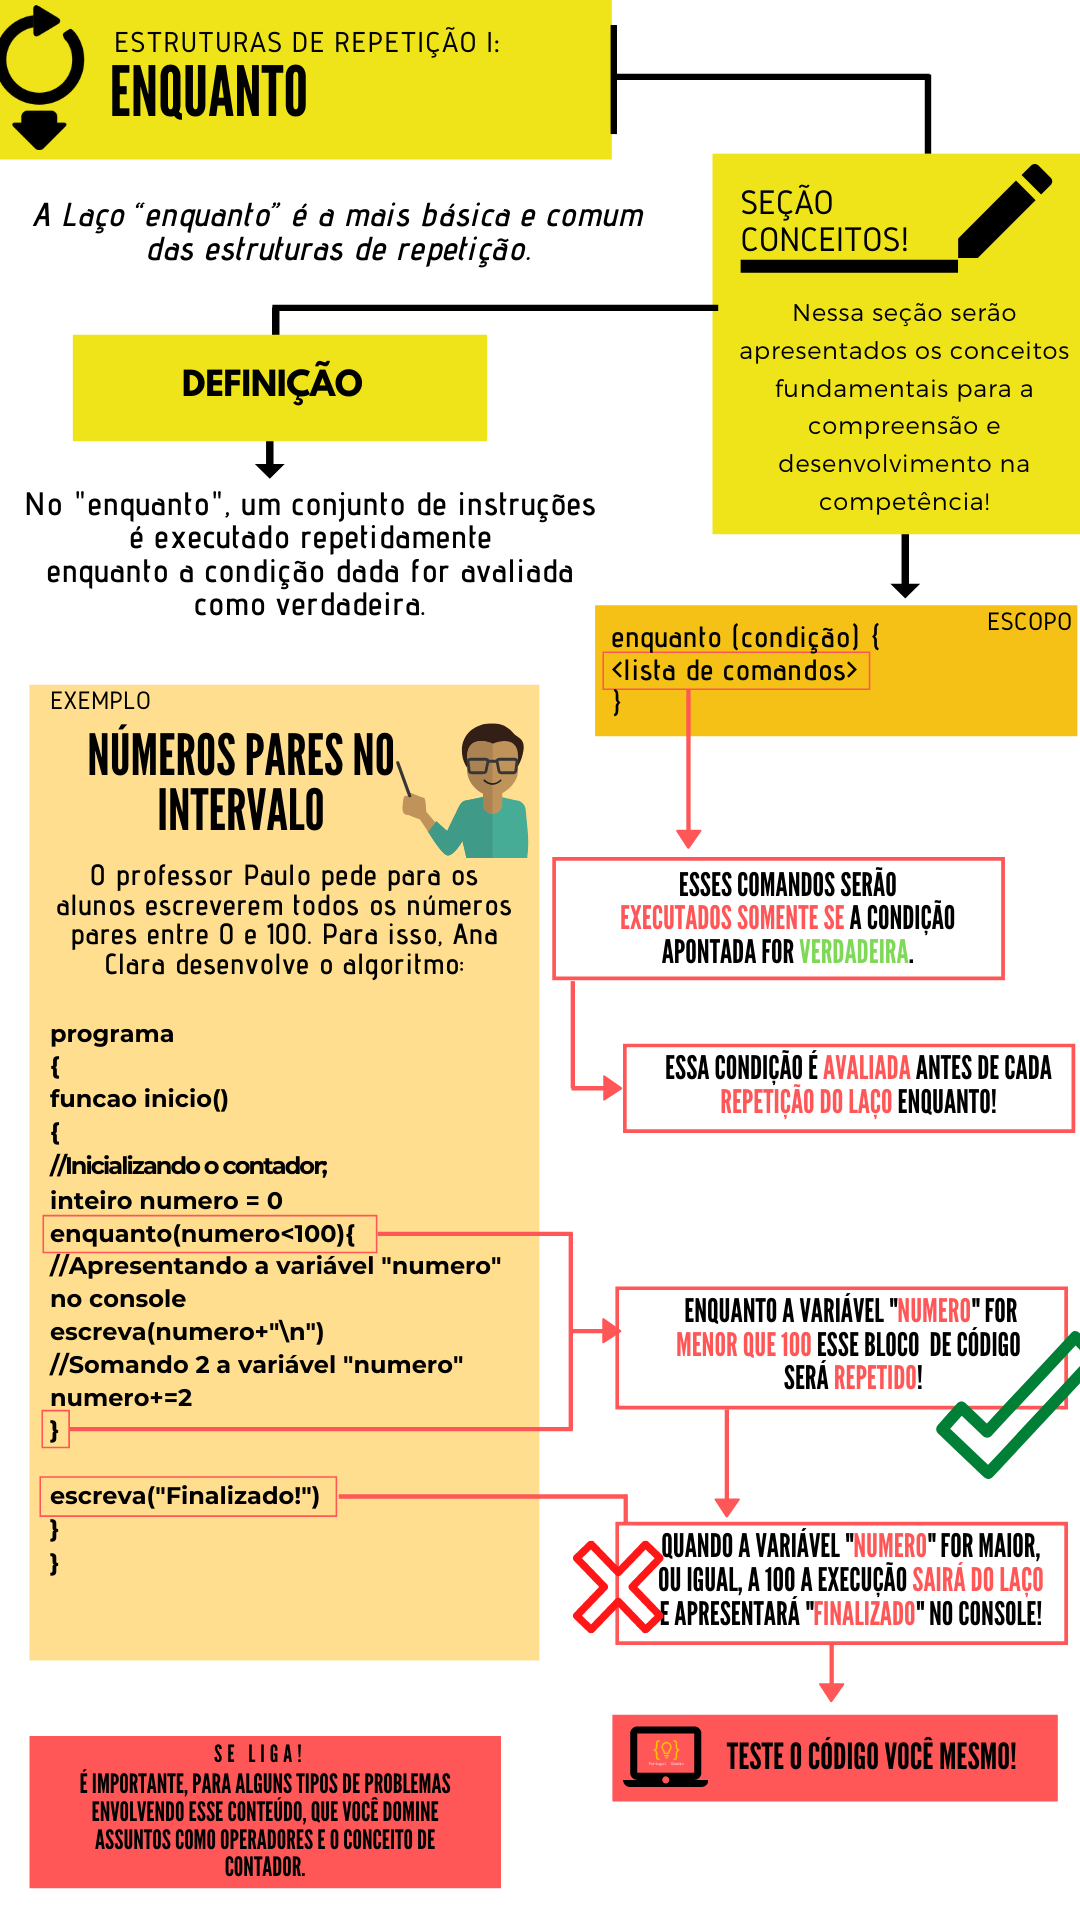 ESTRUTURAS DE REPETIÇÃO I:
ENQUANTO
A Laço “enquanto” é a mais básica e comum
das estruturas de repetição.
SEÇÃO
CONCEITOS!
Nessa seção serão
apresentados os conceitos
fundamentais para a
compreensão e
desenvolvimento na
competência!
DEFINIÇÃO
No "enquanto", um conjunto de instruções
é executado repetidamente
enquanto a condição dada for avaliada
como verdadeira.
ESCOPO
enquanto (condição) {
<lista de comandos>
}
ESSES COMANDOS SERÃO
EXECUTADOS SOMENTE SE A CONDIÇÃO
APONTADA FOR VERDADEIRA.
ESSA CONDIÇÃO É AVALIADA ANTES DE CADA
REPETIÇÃO DO LAÇO ENQUANTO!
EXEMPLO
NÚMEROS PARES NO
INTERVALO
O professor Paulo pede para os
alunos escreverem todos os números
pares entre 0 e 100. Para isso, Ana
Clara desenvolve o algoritmo:
programa
{
funcao inicio()
{
//Inicializando o contador;
inteiro numero = 0
enquanto(numero<100){
//Apresentando a variável "numero"
no console
escreva(numero+"\n")
//Somando 2 a variável "numero"
numero+=2
}
escreva("Finalizado!")
}
}
ENQUANTO A VARIÁVEL "NUMERO" FOR
MENOR QUE 100 ESSE BLOCO DE CÓDIGO
SERÁ REPETIDO!
QUANDO A VARIÁVEL "NUMERO" FOR MAIOR,
OU IGUAL, A 100 A EXECUÇÃO SAIRÁ DO LAÇO
E APRESENTARÁ "FINALIZADO" NO CONSOLE!
TESTE O CÓDIGO VOCÊ MESMO!
SE LIGA!
É IMPORTANTE, PARA ALGUNS TIPOS DE PROBLEMAS
ENVOLVENDO ESSE CONTEÚDO, QUE VOCÊ DOMINE
ASSUNTOS COMO OPERADORES E O CONCEITO DE
CONTADOR.